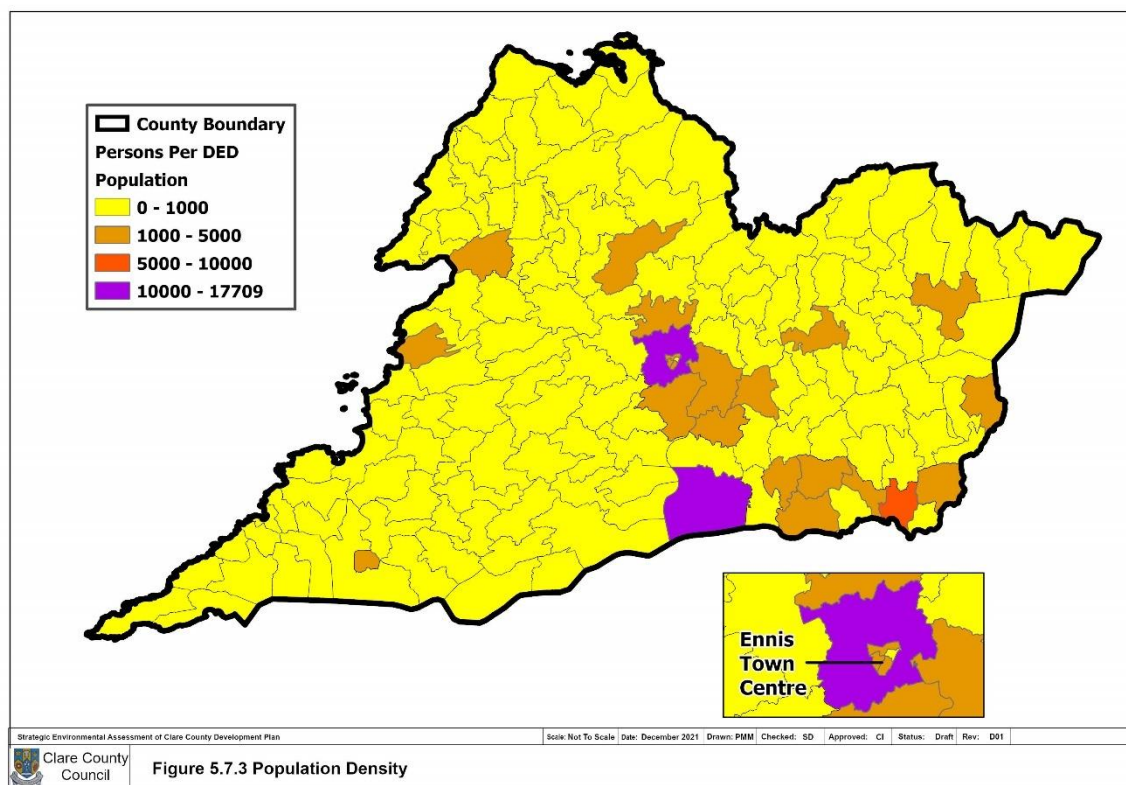 County Boundary
Persons Per DED
Population
0 - 1000
1000 - 5000
5000 - 10000
10000 - 17709
Ennis
Town
Centre
Strategic Environmental Assessment of Clare County Development Plan
Scale: Not To Scale Date: December 2021 Drawn: PMM Checked: SD Approved: CI Status: Draft Rev: D01
Clare County
Council
Figure 5.7.3 Population Density